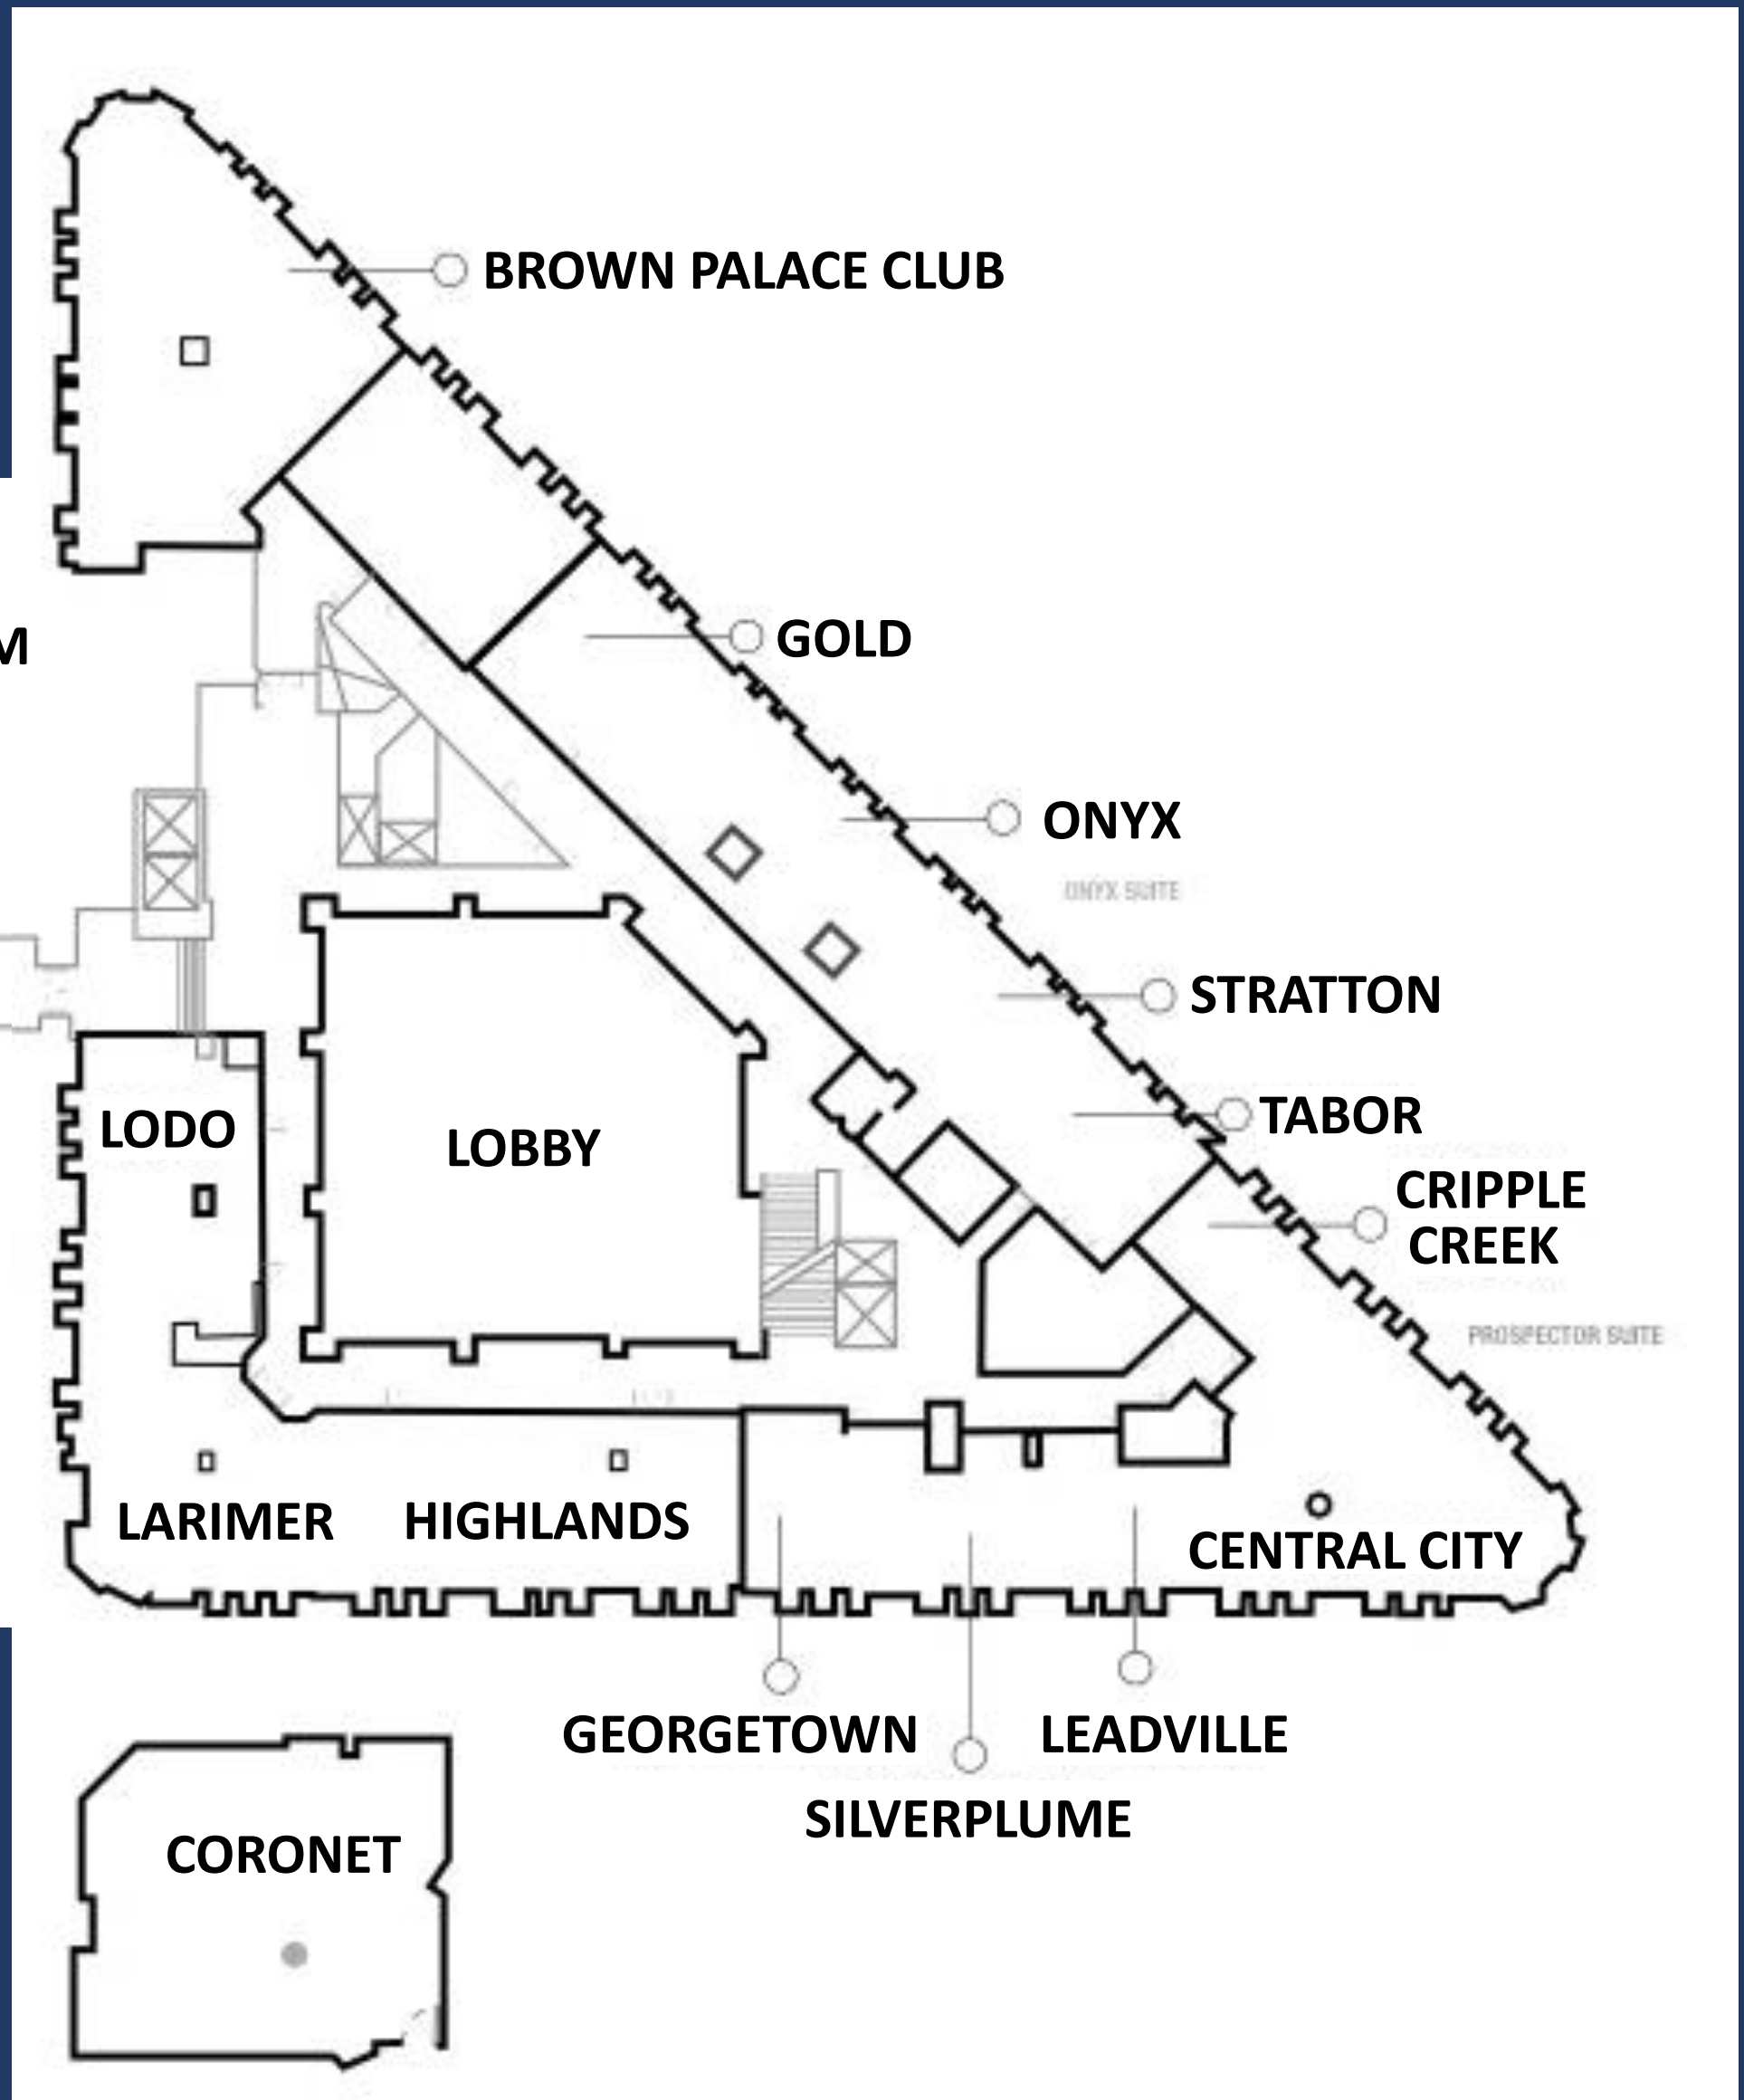 BROWN PALACE CLUB
M
GOLD
ONYX
ONYX SUITE
STRATTON
TABOR
LODO
LOBBY
CRIPPLE
CREEK
PROSPECTOR SUITE
LARIMER
HIGHLANDS
CENTRAL CITY
GEORGETOWN
LEADVILLE
SILVERPLUME
CORONET